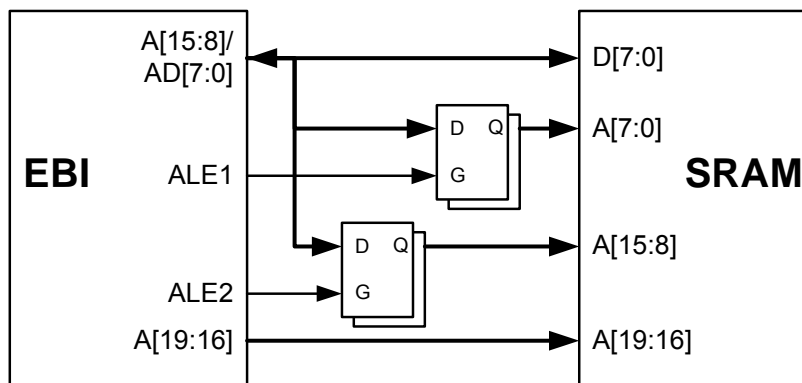 A[15:8]/
AD[7:0]
D[7:0]
D Q
A[7:0]
EBI
ALE1
G
SRAM
D Q
A[15:8]
ALE2
G
A[19:16]
A[19:16]